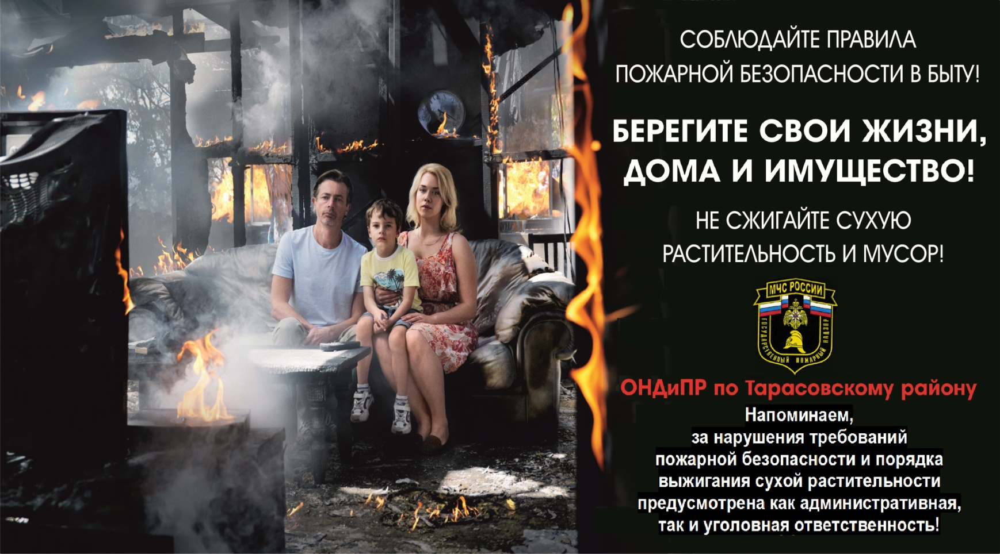 СОБЛЮДАЙТЕ ПРАВИЛА
ПОЖАРНОЙ БЕЗОПАСНОСТИ В БЫТУ!
БЕРЕГИТЕ СВОИ ЖИЗНИ,
ДОМА И ИМУЩЕСТВО!
НЕ СЖИГАЙТЕ СУХУЮ
РАСТИТЕЛЬНОСТЬ И МУСОР!
МЧС РОССИИ
ГОСУДАРСТВЕННЫЙ ПОЖАРНЫЙ НАДЗОР
ОНДиПР по Тарасовскому району
Напоминаем,
за нарушения требований
пожарной безопасности и порядка
выжигания сухой растительности
предусмотрена как административная,
так и уголовная ответственность!